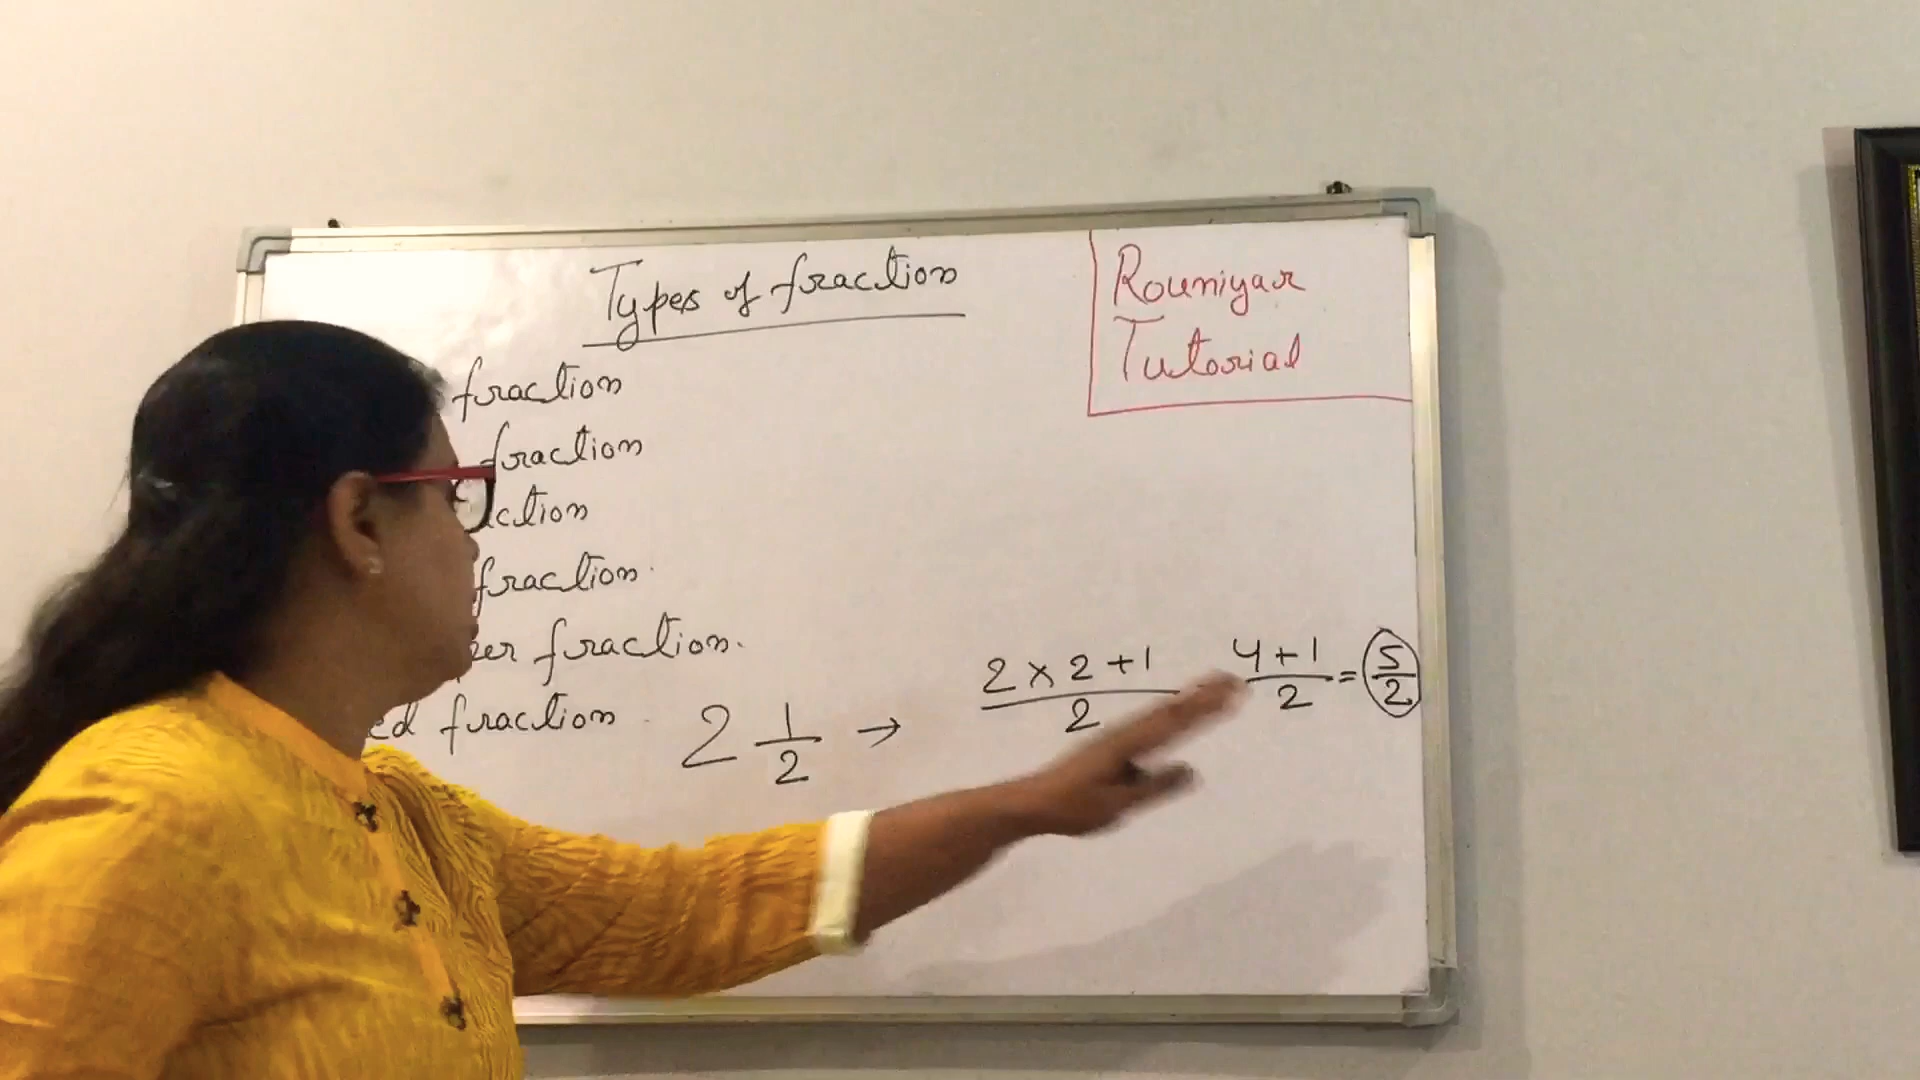 Types of fraction
Rouniyar
Tutorial
fraction
fraction
ction
fraction.
er fraction.
ed fraction. 2 1/2 → 2 x 2 + 1/2 4 + 1/2 = 5/2